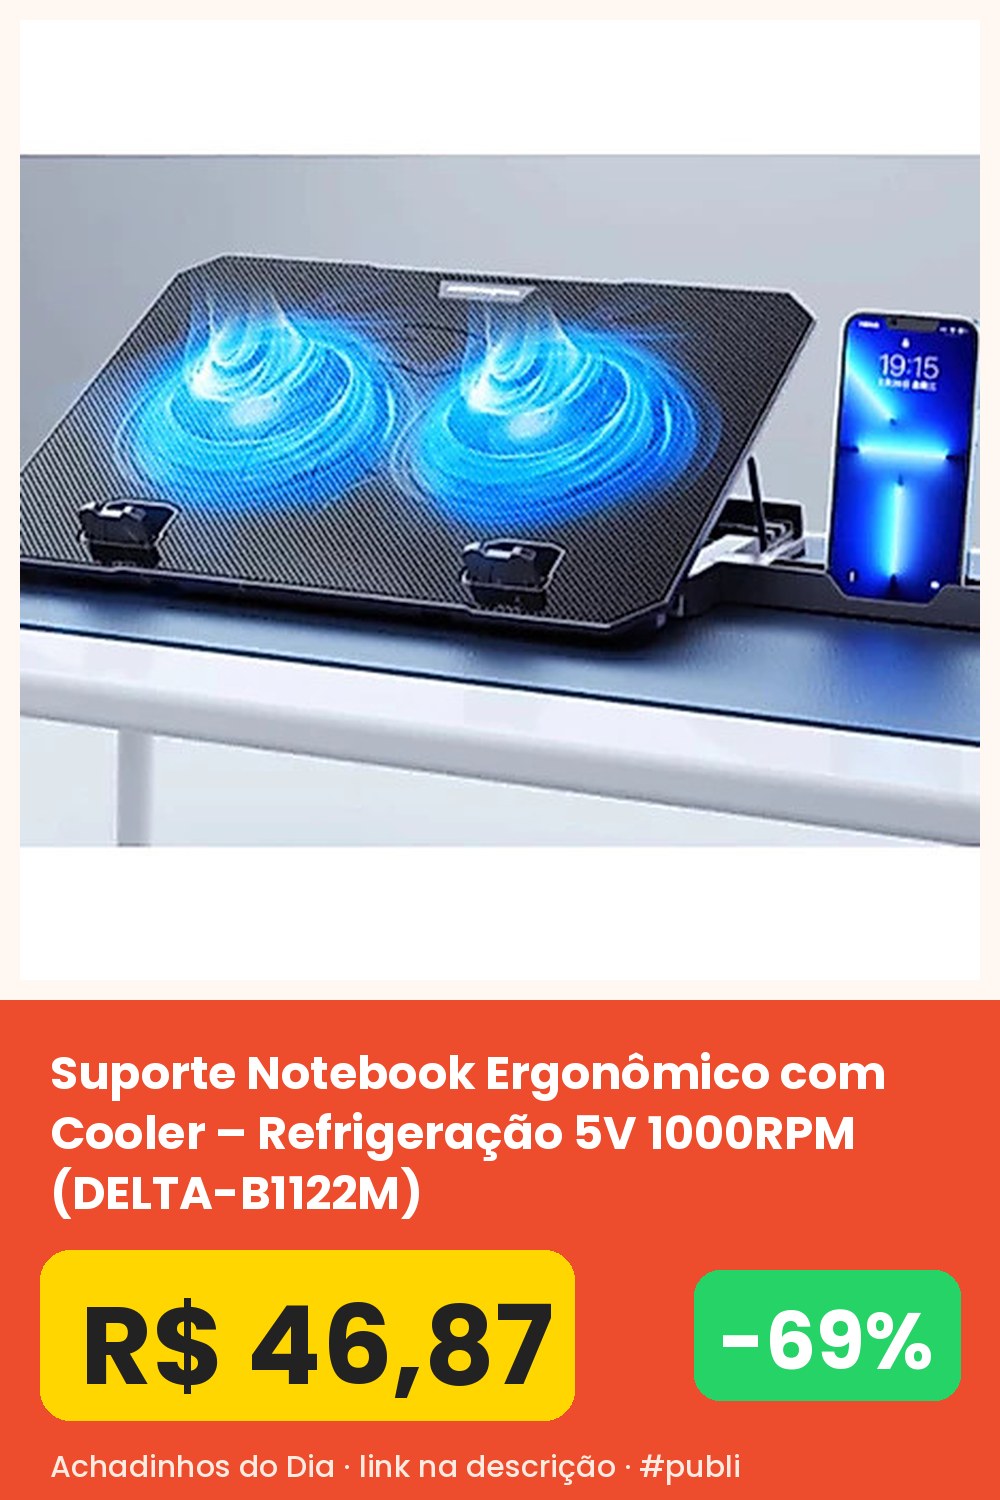 19:15
Suporte Notebook Ergonômico com
Cooler – Refrigeração 5V 1000RPM
(DELTA-B1122M)
R$ 46,87
-69%
Achadinhos do Dia · link na descrição · #publi